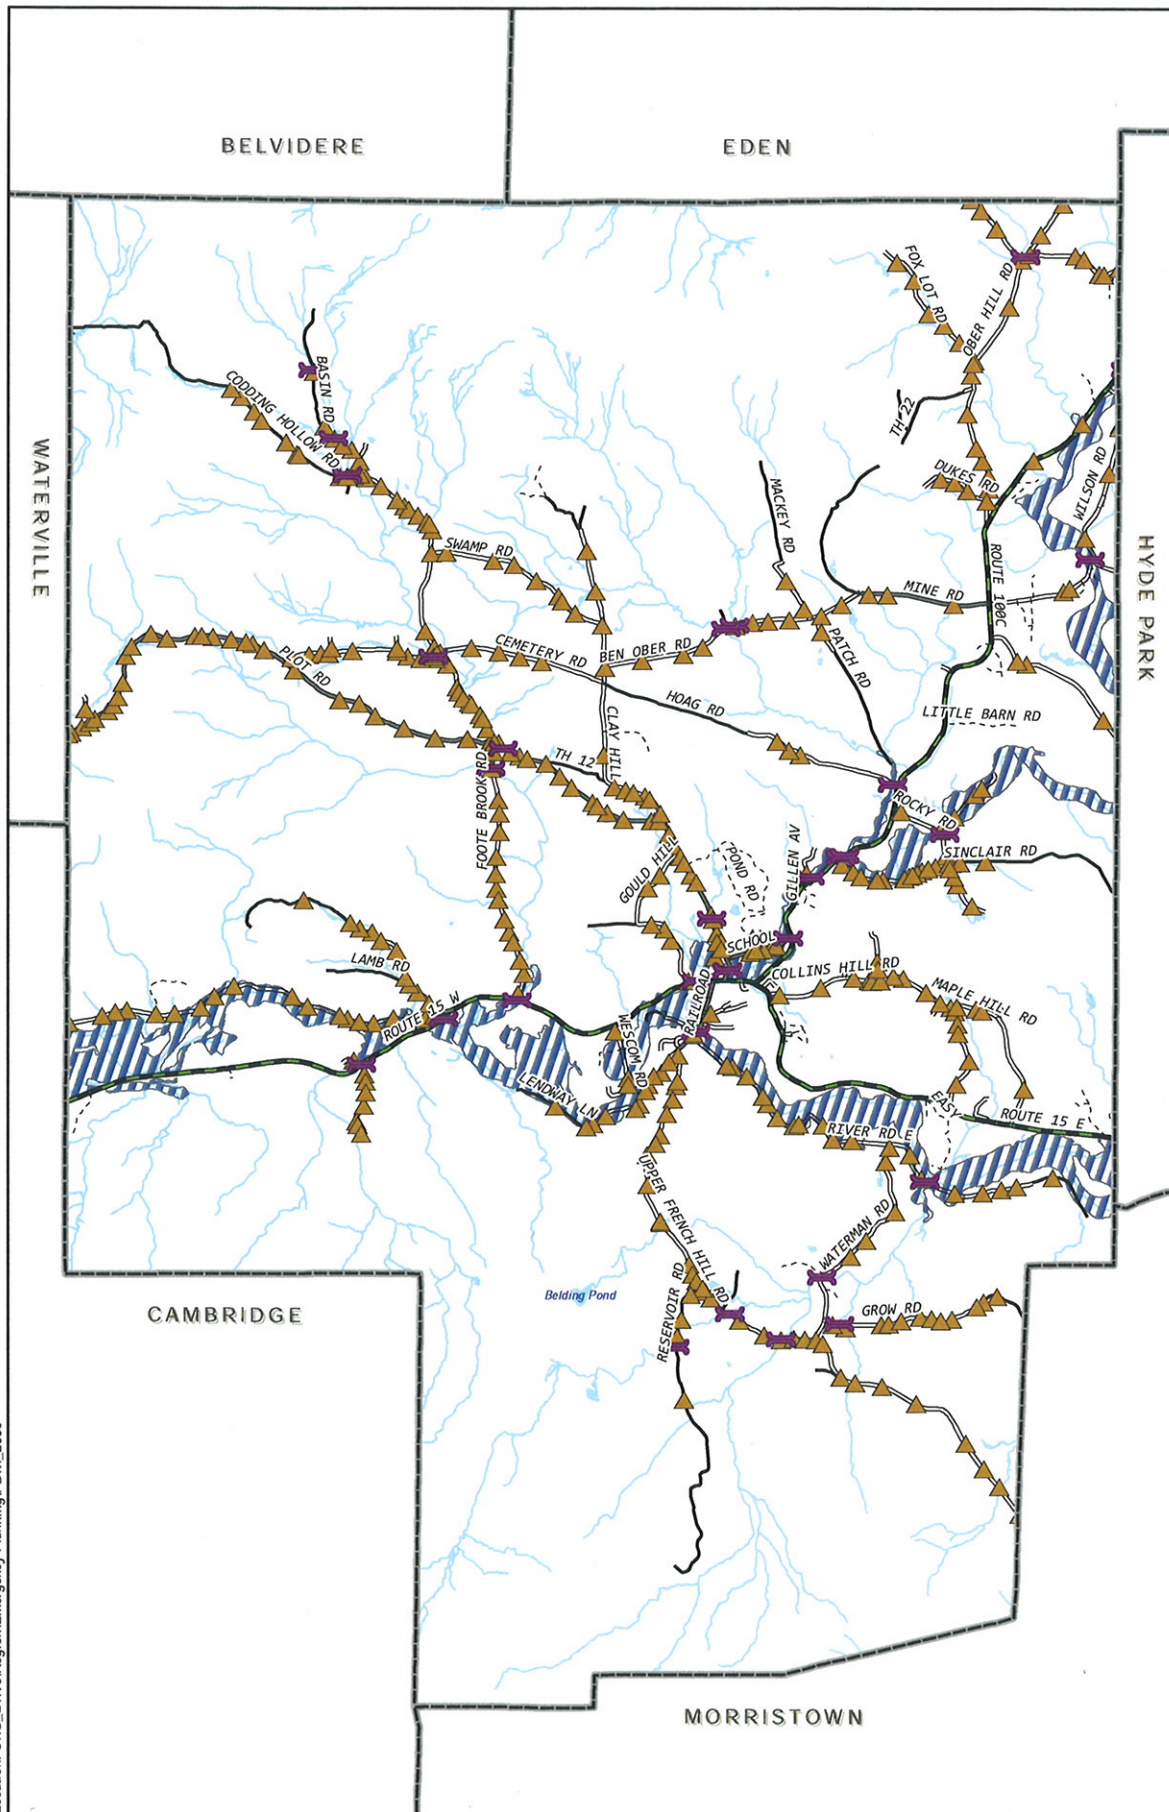 BELVIDERE
EDEN
WATERVILLE
HYDE PARK
FOX LOT RD
OBER HILL RD
BASIN RD
CODDING HOLLOW RD
TH 22
DUKES RD
WILSON RD
MACKEY RD
SWAMP RD
ROUTE 100C
MINE RD
CEMETERY RD
BEN OBER RD
PATCH RD
PLOT RD
HOAG RD
LITTLE BARN RD
CLAY HILL
TH 12
FOOTE BROOK RD
ROCKY RD
SINCLAIR RD
GOULD HILL
POND RD
GILLEN AV
SCHOOL
LAMB RD
COLLINS HILL RD
RAILROAD
MAPLE HILL RD
ROUTE 15 W
WESCOM RD
LENDWAY LN
EASY
ROUTE 15 E
RIVER RD E
UPPER FRENCH HILL RD
WATERMAN RD
Belding Pond
RESERVOIR RD
GROW RD
CAMBRIDGE
MORRISTOWN